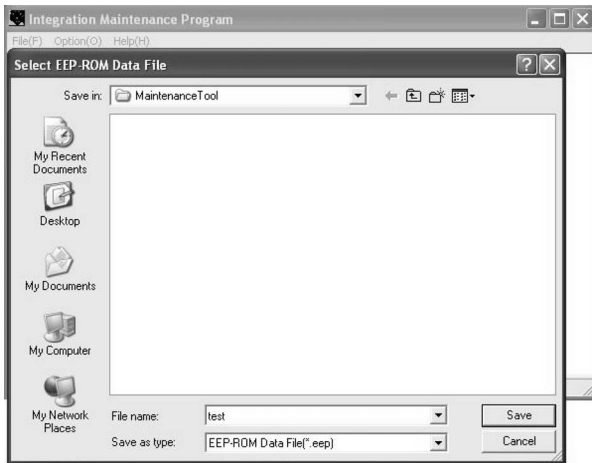 Integration Maintenance Program
File(F) Option(O) Help(H)
Select EEP-ROM Data File
Save in: MaintenanceTool
My Recent
Documents
Desktop
My Documents
My Computer
My Network
Places
File name: test Save
Save as type: EEP-ROM Data File(*.eep) Cancel